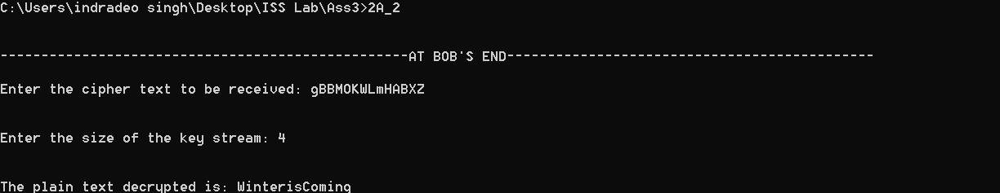 C:\Users\indradeo singh\Desktop\ISS Lab\Ass3>2A_2
--------------------------------------------------AT BOB'S END---------------------------------------------
Enter the cipher text to be received: gBBMOKWLmHABXZ
Enter the size of the key stream: 4
The plain text decrypted is: WinterisComing